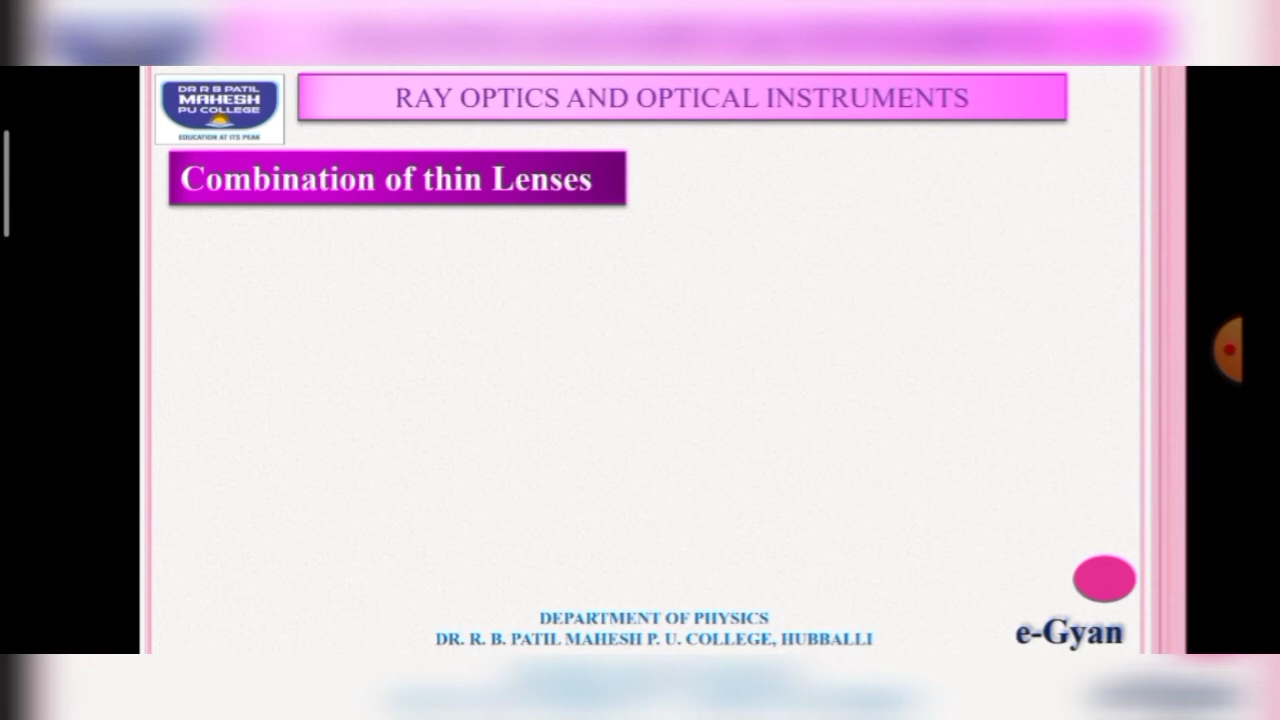 DR R B PATIL
MAHESH
PU COLLEGE
EDUCATION AT ITS PEAK
RAY OPTICS AND OPTICAL INSTRUMENTS
Combination of thin Lenses
DEPARTMENT OF PHYSICS
DR. R. B. PATIL MAHESH P. U. COLLEGE, HUBBALLI
e-Gyan